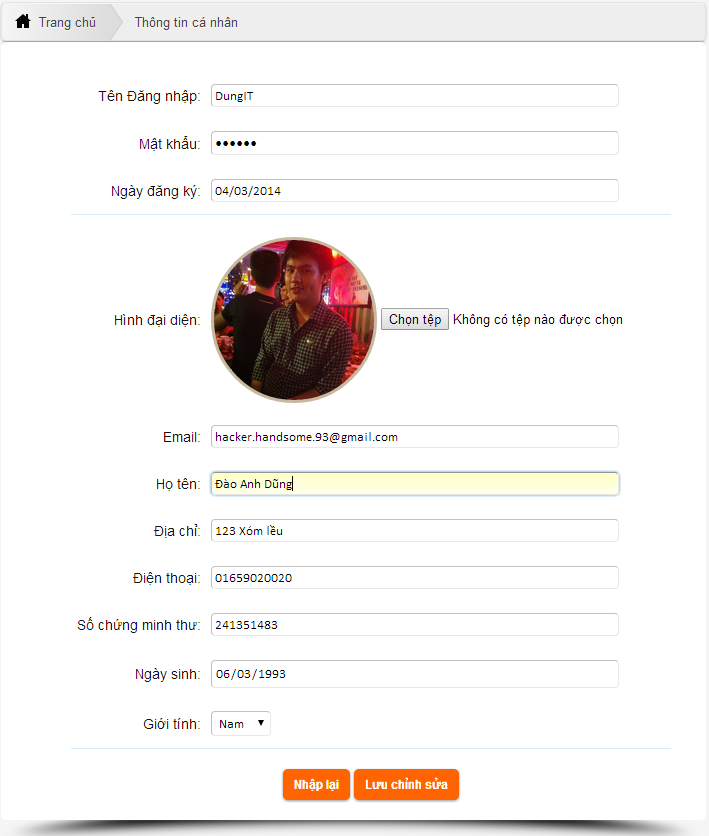 Trang chủ Thông tin cá nhân
Tên Đăng nhập: DungIT
Mật khẩu: ••••••
Ngày đăng ký: 04/03/2014
Hình đại diện: Chọn tệp Không có tệp nào được chọn
Email: hacker.handsome.93@gmail.com
Họ tên: Đào Anh Dũng
Địa chỉ: 123 Xóm lều
Điện thoại: 01659020020
Số chứng minh thư: 241351483
Ngày sinh: 06/03/1993
Giới tính: Nam
Nhập lại Lưu chỉnh sửa